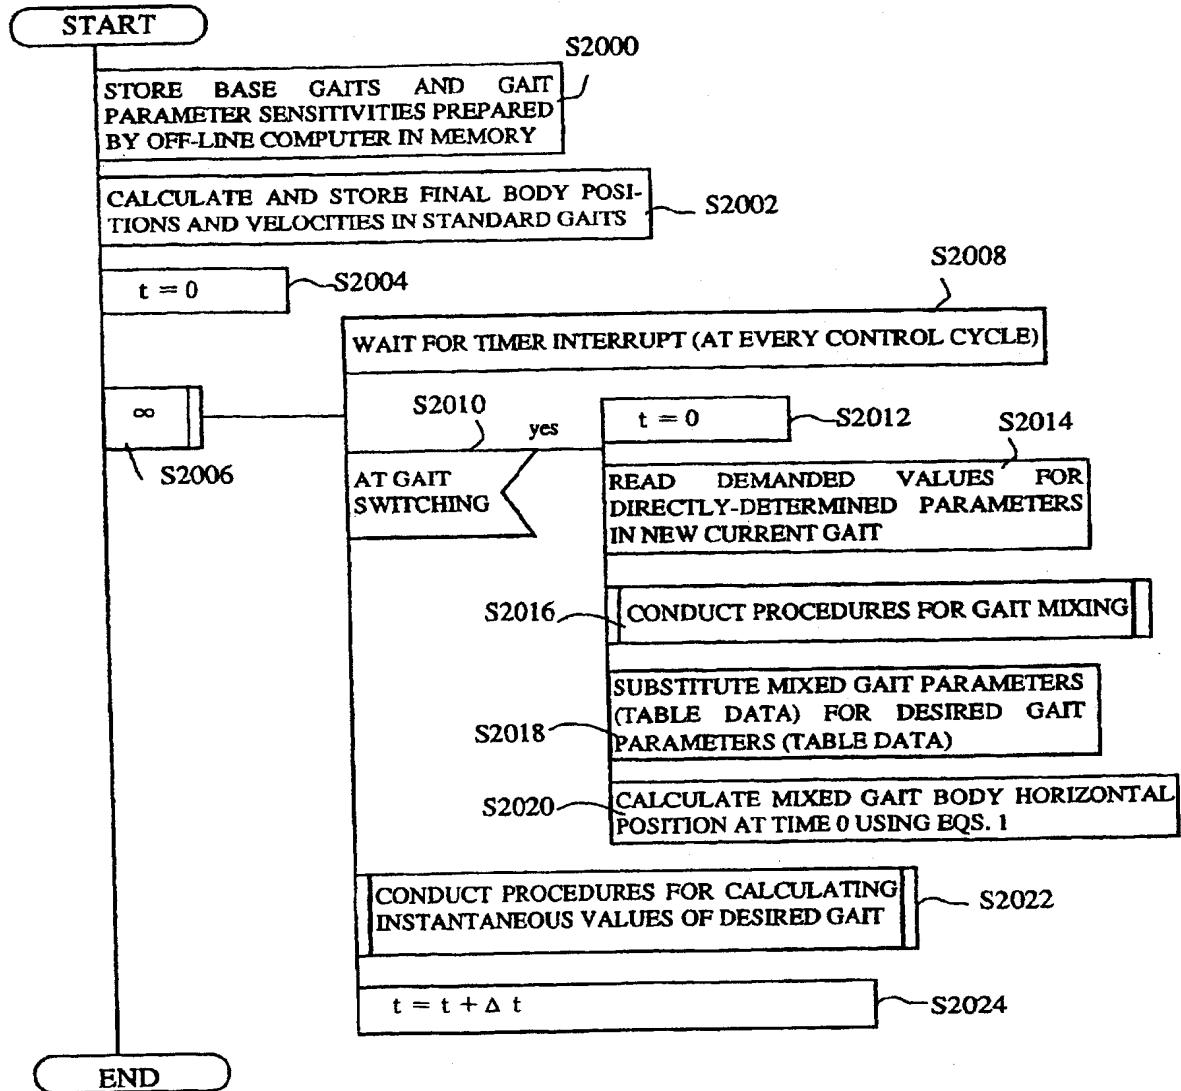 START
S2000
STORE BASE GAITS AND GAIT
PARAMETER SENSITIVITIES PREPARED
BY OFF-LINE COMPUTER IN MEMORY
CALCULATE AND STORE FINAL BODY POSI-
TIONS AND VELOCITIES IN STANDARD GAITS
S2002
t = 0
S2004
S2008
WAIT FOR TIMER INTERRUPT (AT EVERY CONTROL CYCLE)
∞
S2006
S2010
yes
AT GAIT
SWITCHING
t = 0
S2012
S2014
READ DEMANDED VALUES FOR
DIRECTLY-DETERMINED PARAMETERS
IN NEW CURRENT GAIT
S2016
CONDUCT PROCEDURES FOR GAIT MIXING
SUBSTITUTE MIXED GAIT PARAMETERS
(TABLE DATA) FOR DESIRED GAIT
PARAMETERS (TABLE DATA)
S2018
S2020
CALCULATE MIXED GAIT BODY HORIZONTAL
POSITION AT TIME 0 USING EQS. 1
CONDUCT PROCEDURES FOR CALCULATING
INSTANTANEOUS VALUES OF DESIRED GAIT
S2022
t = t + Δ t
S2024
END